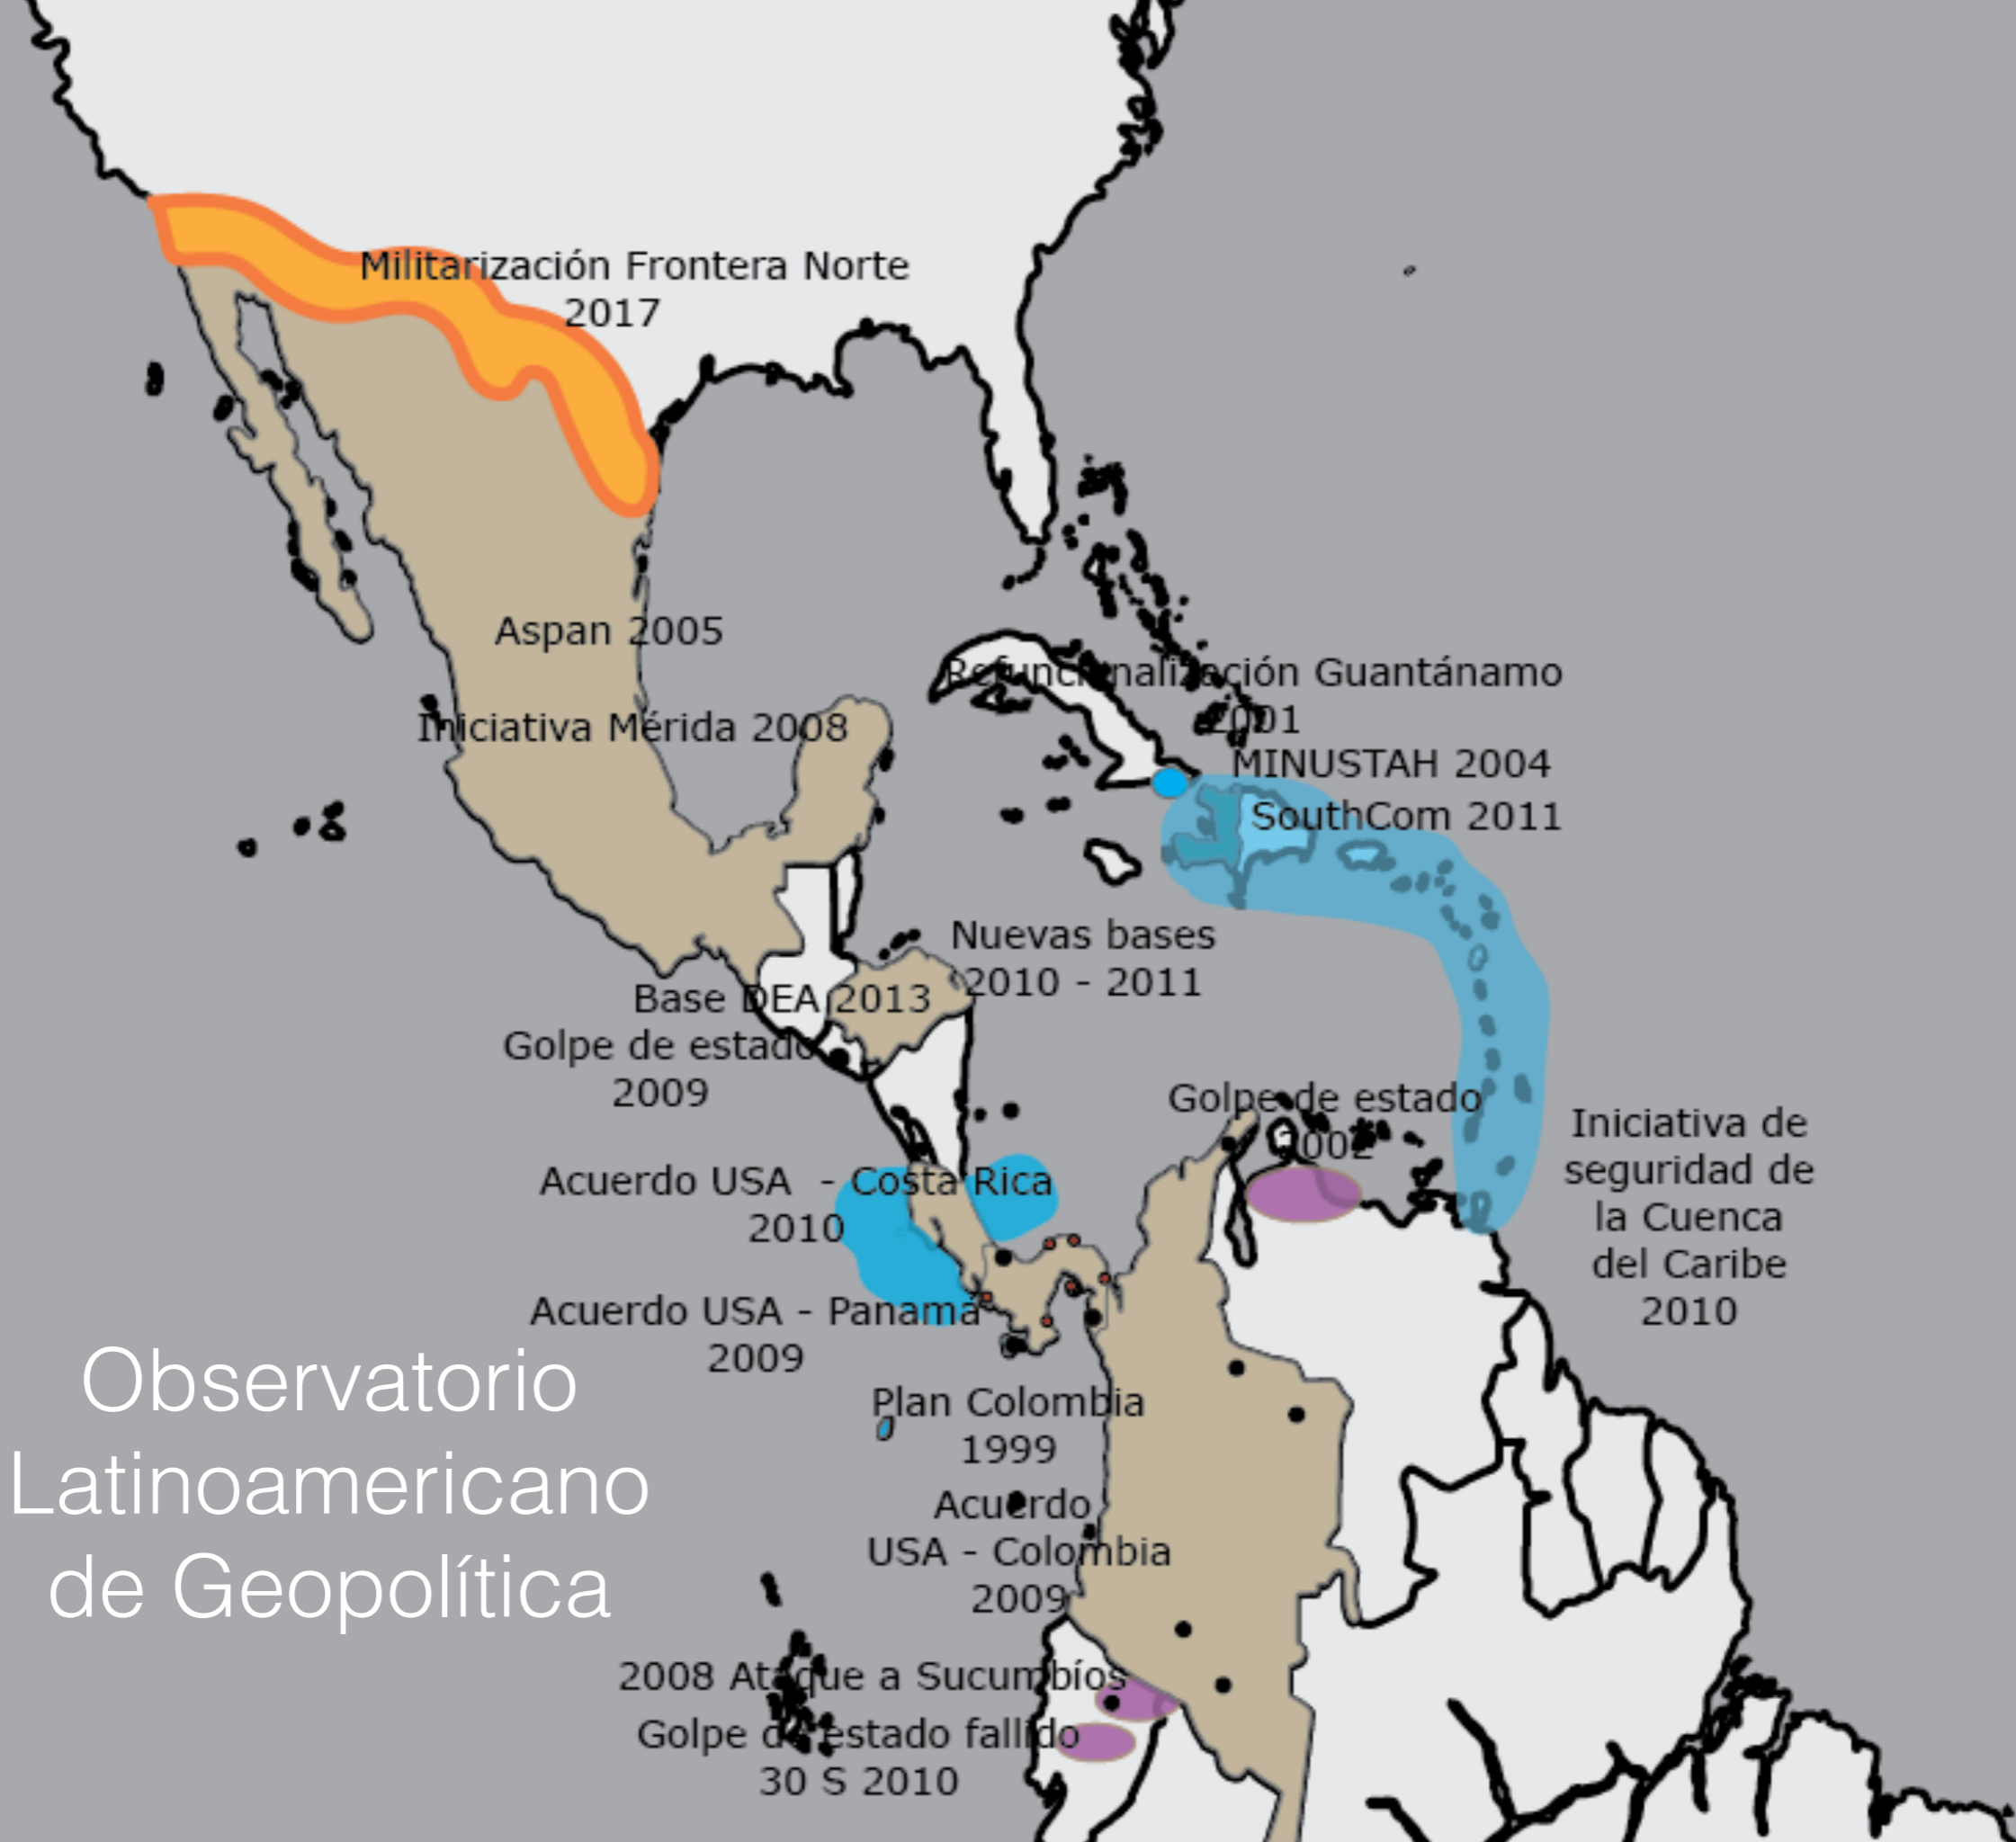 Militarización Frontera Norte
2017
Aspan 2005
Refuncionalización Guantánamo
2001
Iniciativa Mérida 2008
MINUSTAH 2004
SouthCom 2011
Nuevas bases
2010 - 2011
Base DEA 2013
Golpe de estado
2009
Golpe de estado
2002
Iniciativa de
seguridad de
la Cuenca
del Caribe
2010
Acuerdo USA - Costa Rica
2010
Acuerdo USA - Panamá
2009
Plan Colombia
1999
Acuerdo
USA - Colombia
2009
2008 Ataque a Sucumbíos
Golpe de estado fallido
30 S 2010
Observatorio
Latinoamericano
de Geopolítica